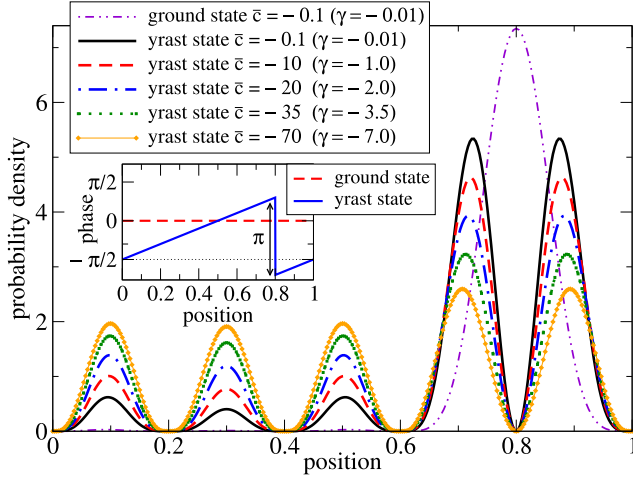 ground state c̄ = − 0.1 (γ = − 0.01)
yrast state c̄ = − 0.1 (γ = − 0.01)
yrast state c̄ = − 10 (γ = − 1.0)
yrast state c̄ = − 20 (γ = − 2.0)
yrast state c̄ = − 35 (γ = − 3.5)
yrast state c̄ = − 70 (γ = − 7.0)
probability density
6
4
2
0
0
0.2
0.4
0.6
0.8
1
position
phase
π/2
0
− π/2
π
ground state
yrast state
0
0.2
0.4
0.6
0.8
1
position